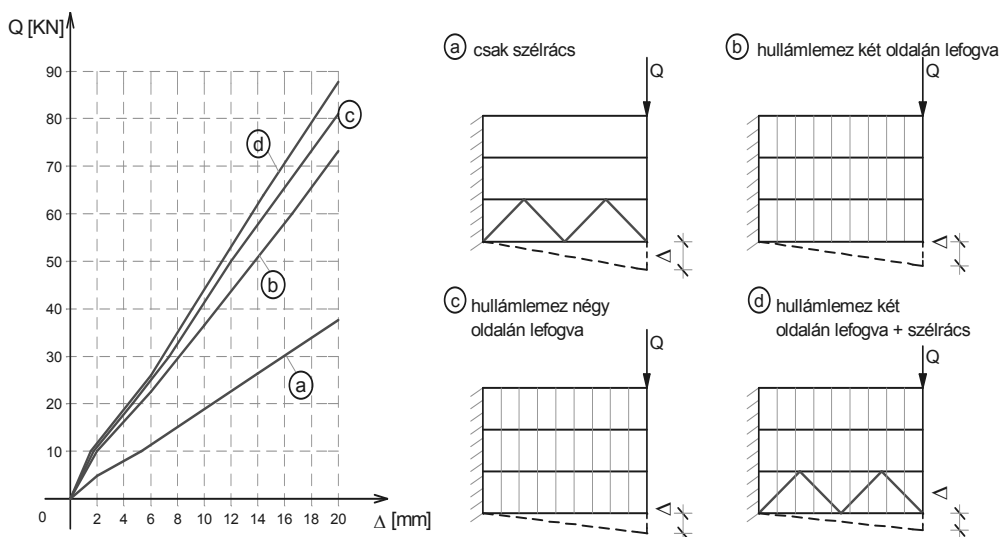 Q [KN]
90
80
70
60
50
40
30
20
10
0
2 4 6 8 10 12 14 16 18 20
Δ [mm]
d
c
b
a
a csak szélrács
Q
Δ
b hullámlemez két oldalán lefogva
Q
Δ
c hullámlemez négy
oldalán lefogva
Q
Δ
d hullámlemez két
oldalán lefogva + szélrács
Q
Δ